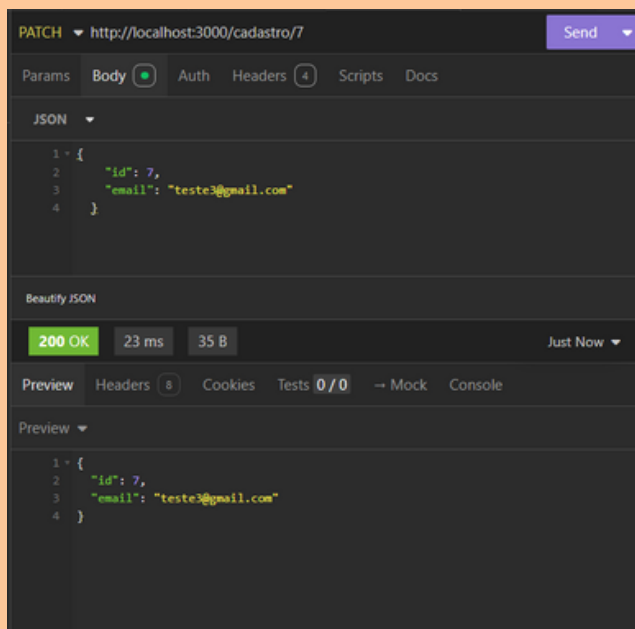 PATCH http://localhost:3000/cadastro/7 Send
Params Body Auth Headers 4 Scripts Docs
JSON
1 {
2 "id": 7,
3 "email": "teste3@gmail.com"
4 }
Beautify JSON
200 OK 23 ms 35 B Just Now
Preview Headers 8 Cookies Tests 0 / 0 → Mock Console
Preview
1 {
2 "id": 7,
3 "email": "teste3@gmail.com"
4 }